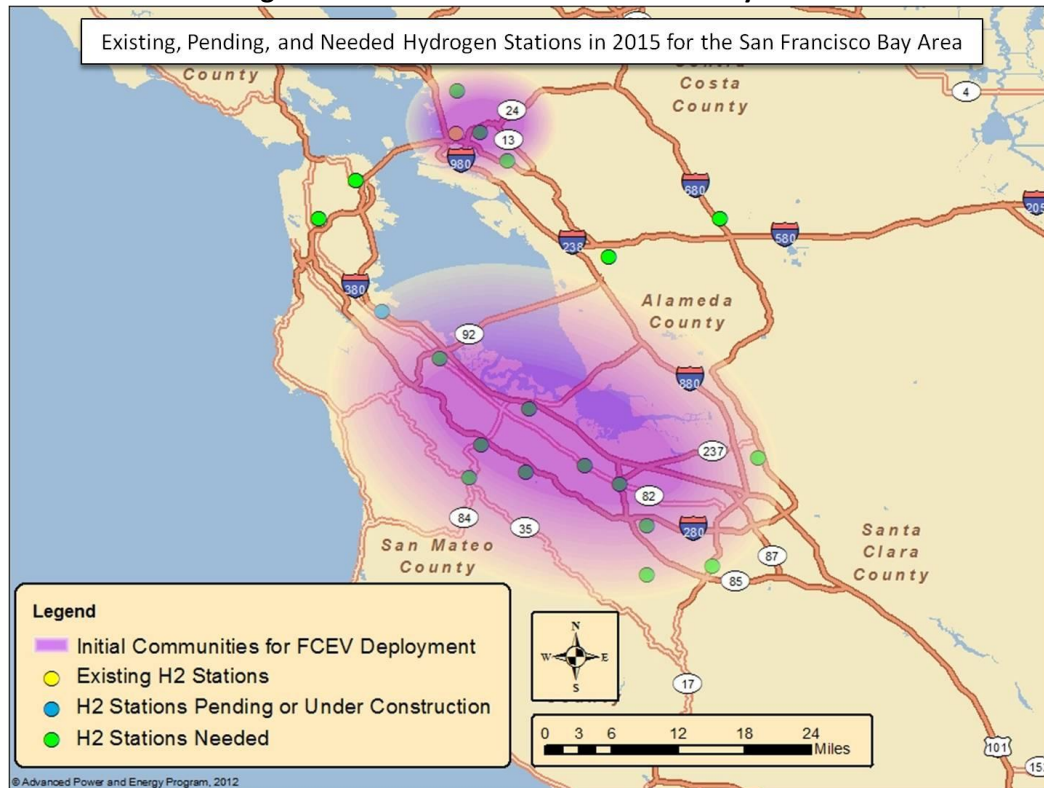 Existing, Pending, and Needed Hydrogen Stations in 2015 for the San Francisco Bay Area
County
Costa
County
4
24
13
980
680
205
580
238
380
Alameda
County
92
880
237
82
84
35
280
San Mateo
County
Santa
Clara
County
87
85
17
101
Legend
Initial Communities for FCEV Deployment
Existing H2 Stations
H2 Stations Pending or Under Construction
H2 Stations Needed
N
W E
S
0 3 6 12 18 24
Miles
© Advanced Power and Energy Program, 2012